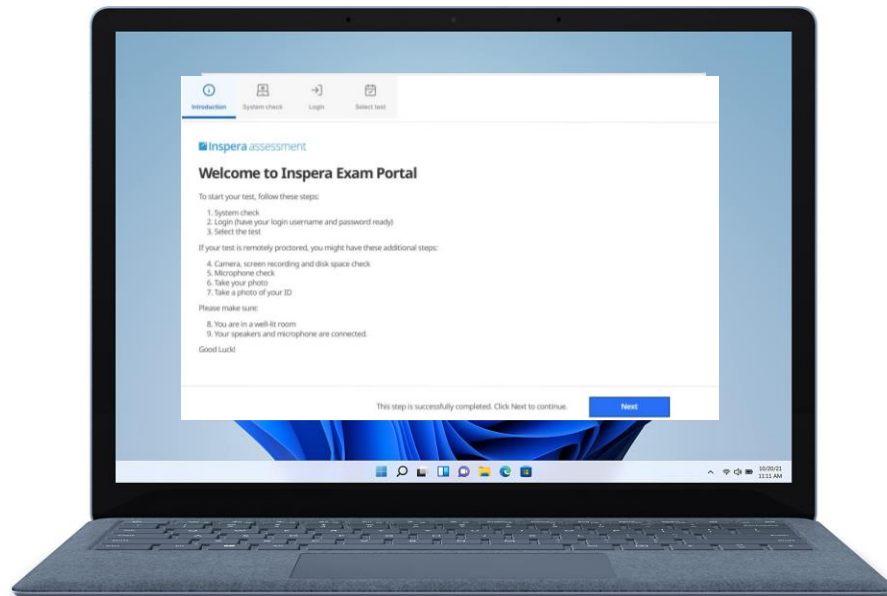 Introduction
System check
Login
Select test
Inspera assessment
Welcome to Inspera Exam Portal
To start your test, follow these steps:
1. System check
2. Login (have your login username and password ready)
3. Select the test
If your test is remotely proctored, you might have these additional steps:
4. Camera, screen recording and disk space check
5. Microphone check
6. Take your photo
7. Take a photo of your ID
Please make sure:
8. You are in a well-lit room
9. Your speakers and microphone are connected.
Good Luck!
This step is successfully completed. Click Next to continue.
Next
10/20/21
11:11 AM